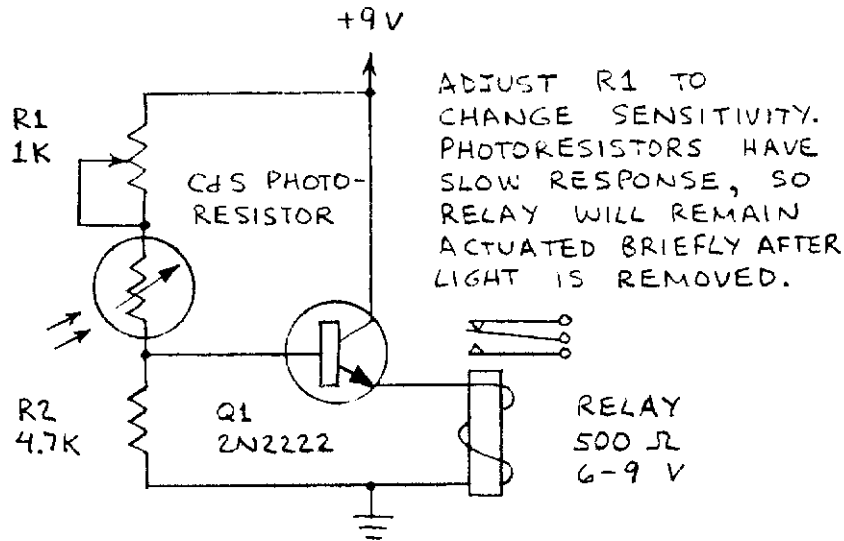 +9V
ADJUST R1 TO
CHANGE SENSITIVITY.
PHOTORESISTORS HAVE
SLOW RESPONSE, SO
RELAY WILL REMAIN
ACTUATED BRIEFLY AFTER
LIGHT IS REMOVED.
R1
1K
CdS PHOTO-
RESISTOR
R2
4.7K
Q1
2N2222
RELAY
500 Ω
6-9 V